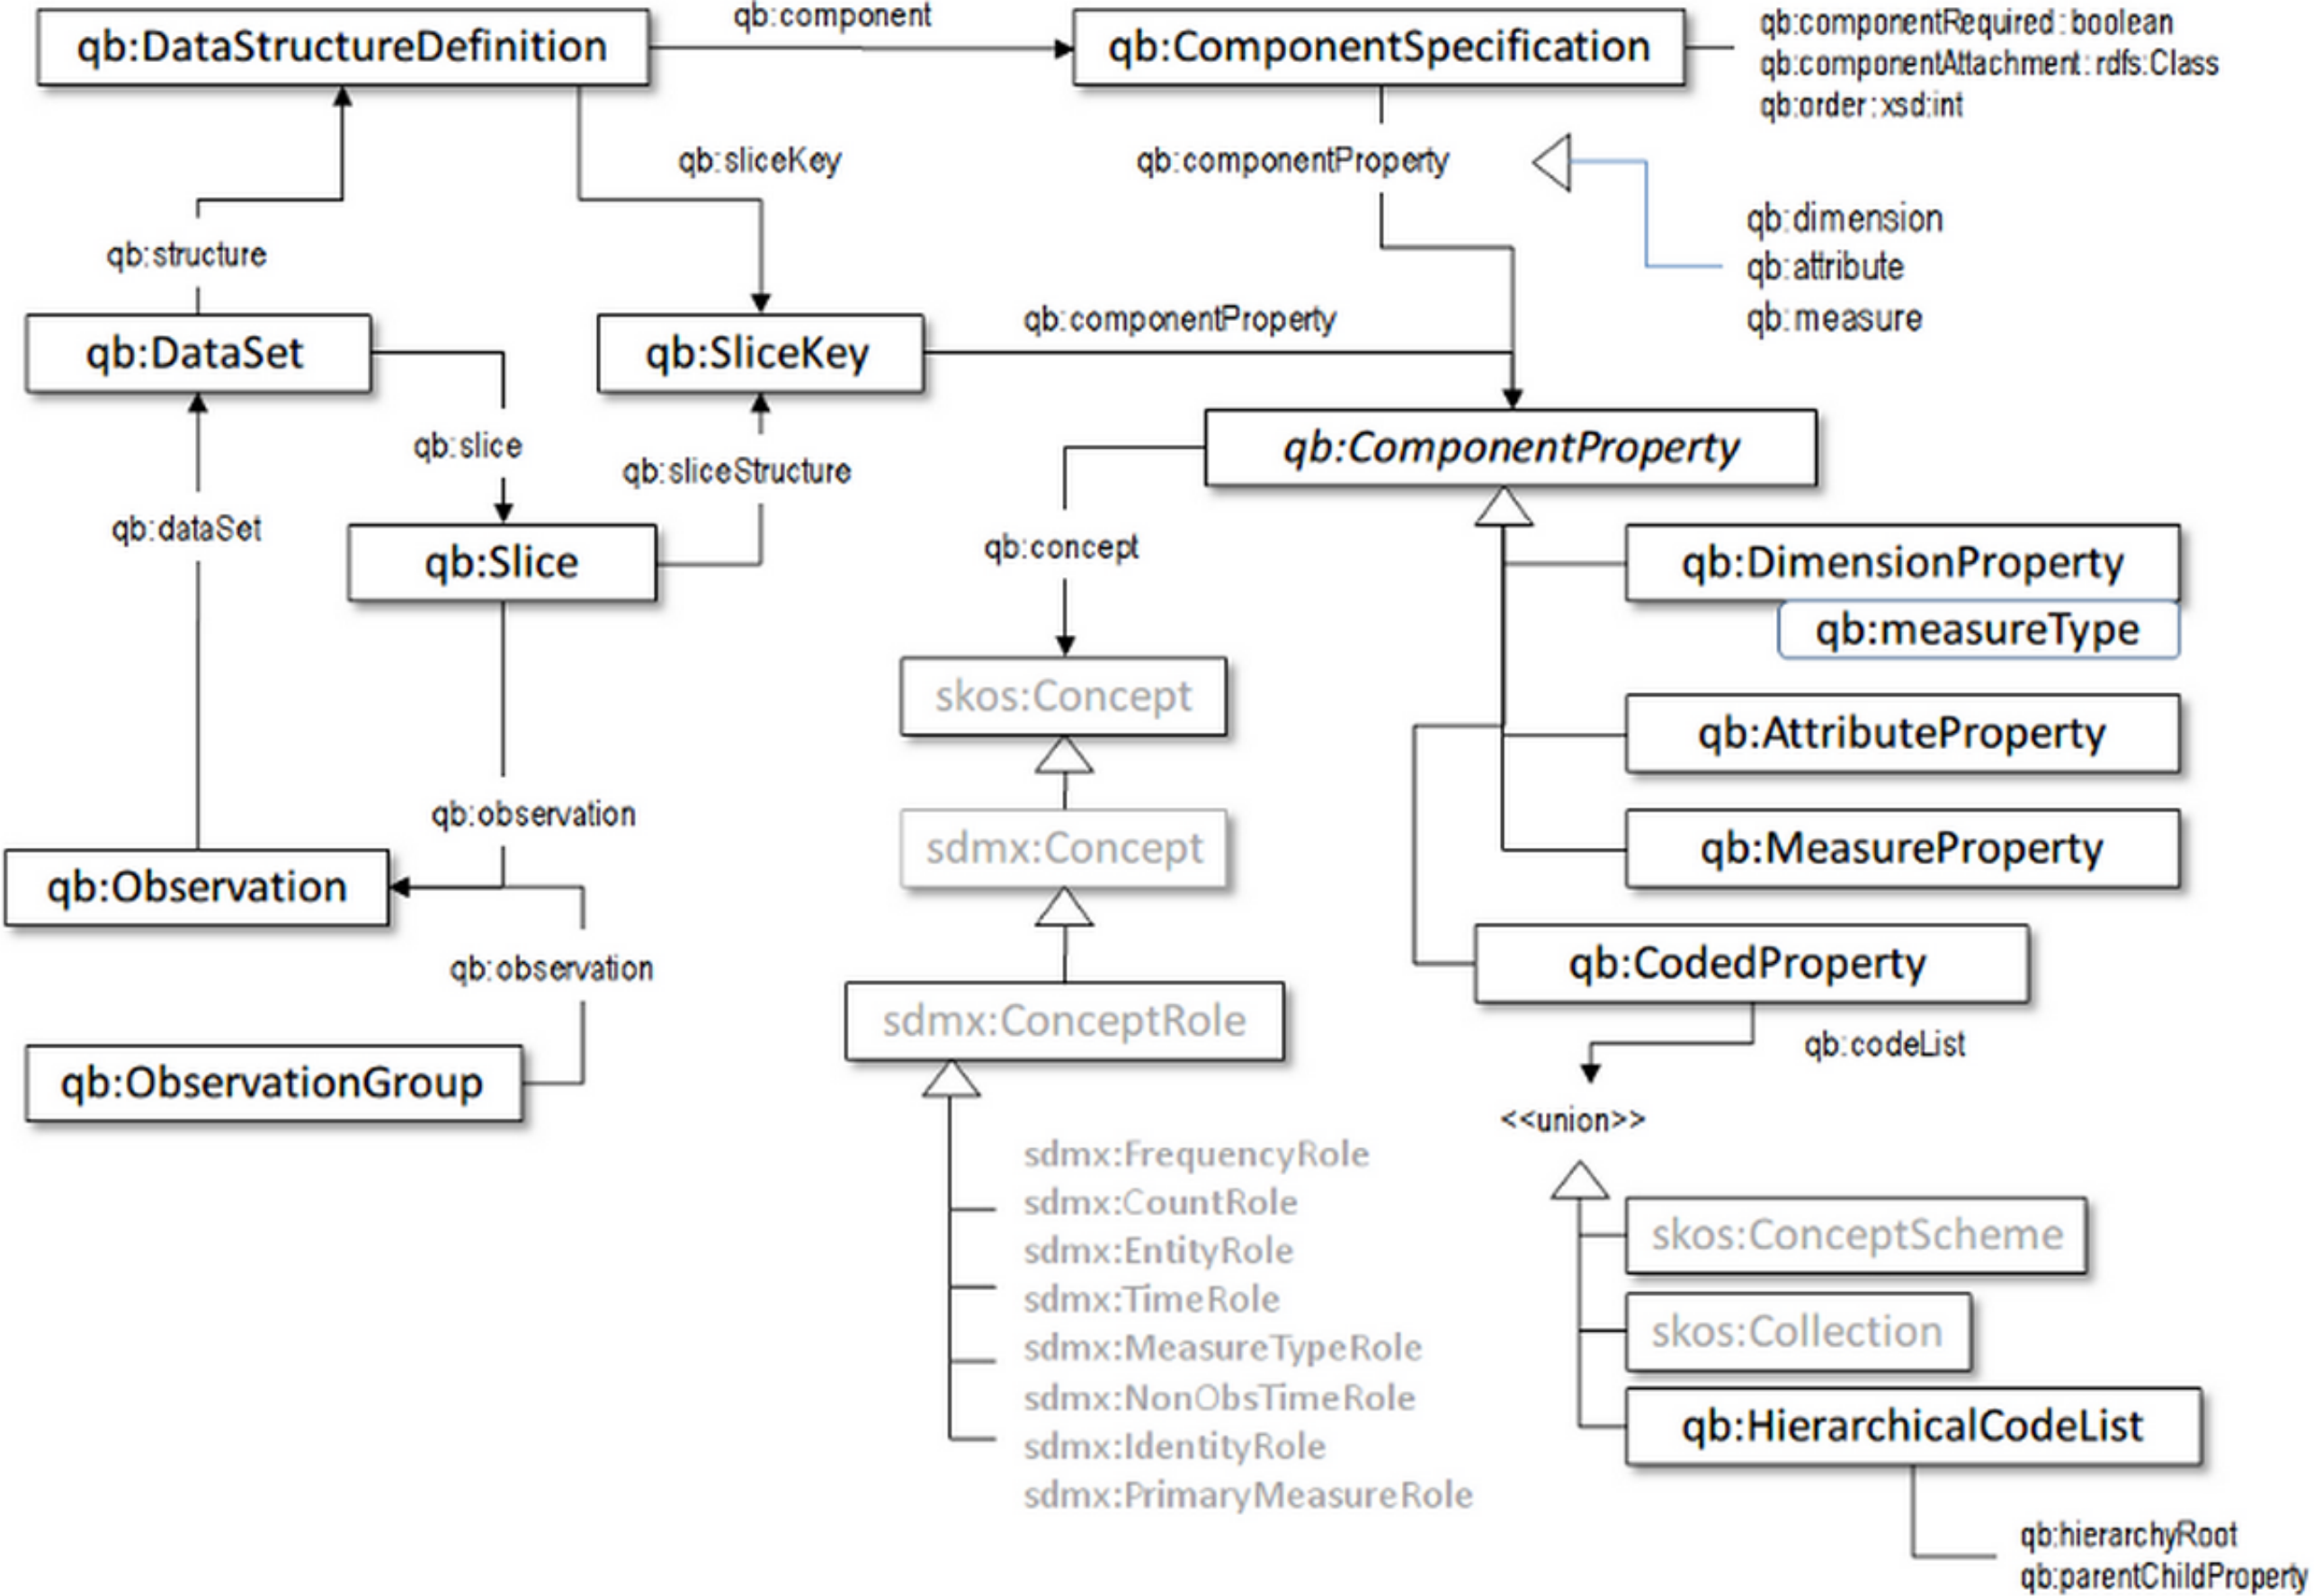 qb:component
qb:DataStructureDefinition
qb:ComponentSpecification
qb:componentRequired:boolean
qb:componentAttachment:rdfs:Class
qb:order:xsd:int
qb:sliceKey
qb:componentProperty
qb:dimension
qb:attribute
qb:measure
qb:structure
qb:DataSet
qb:SliceKey
qb:componentProperty
qb:slice
qb:sliceStructure
qb:ComponentProperty
qb:dataSet
qb:Slice
qb:concept
qb:DimensionProperty
qb:measureType
skos:Concept
qb:AttributeProperty
qb:observation
sdmx:Concept
qb:MeasureProperty
qb:Observation
qb:observation
qb:CodedProperty
sdmx:ConceptRole
qb:codeList
qb:ObservationGroup
<<union>>
sdmx:FrequencyRole
sdmx:CountRole
sdmx:EntityRole
sdmx:TimeRole
sdmx:MeasureTypeRole
sdmx:NonObsTimeRole
sdmx:IdentityRole
sdmx:PrimaryMeasureRole
skos:ConceptScheme
skos:Collection
qb:HierarchicalCodeList
qb:hierarchyRoot
qb:parentChildProperty